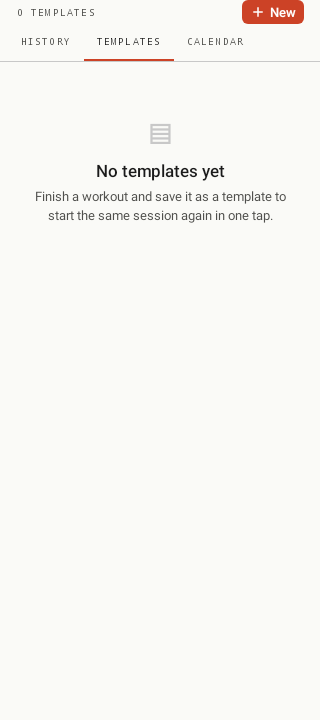 0 TEMPLATES
+ New
HISTORY
TEMPLATES
CALENDAR
No templates yet
Finish a workout and save it as a template to
start the same session again in one tap.